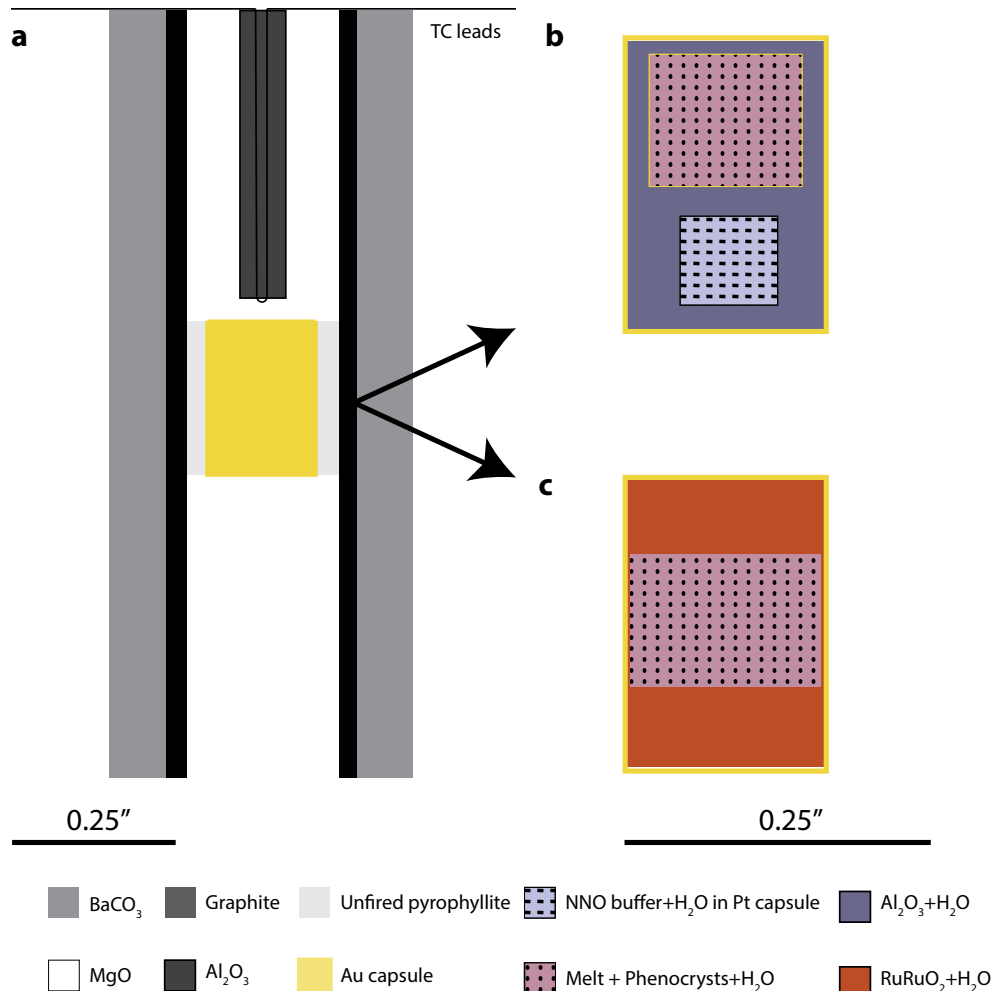 a
TC leads
b
c
0.25″
0.25″
BaCO₃
Graphite
Unfired pyrophyllite
NNO buffer+H₂O in Pt capsule
Al₂O₃+H₂O
MgO
Al₂O₃
Au capsule
Melt + Phenocrysts+H₂O
RuRuO₂+H₂O